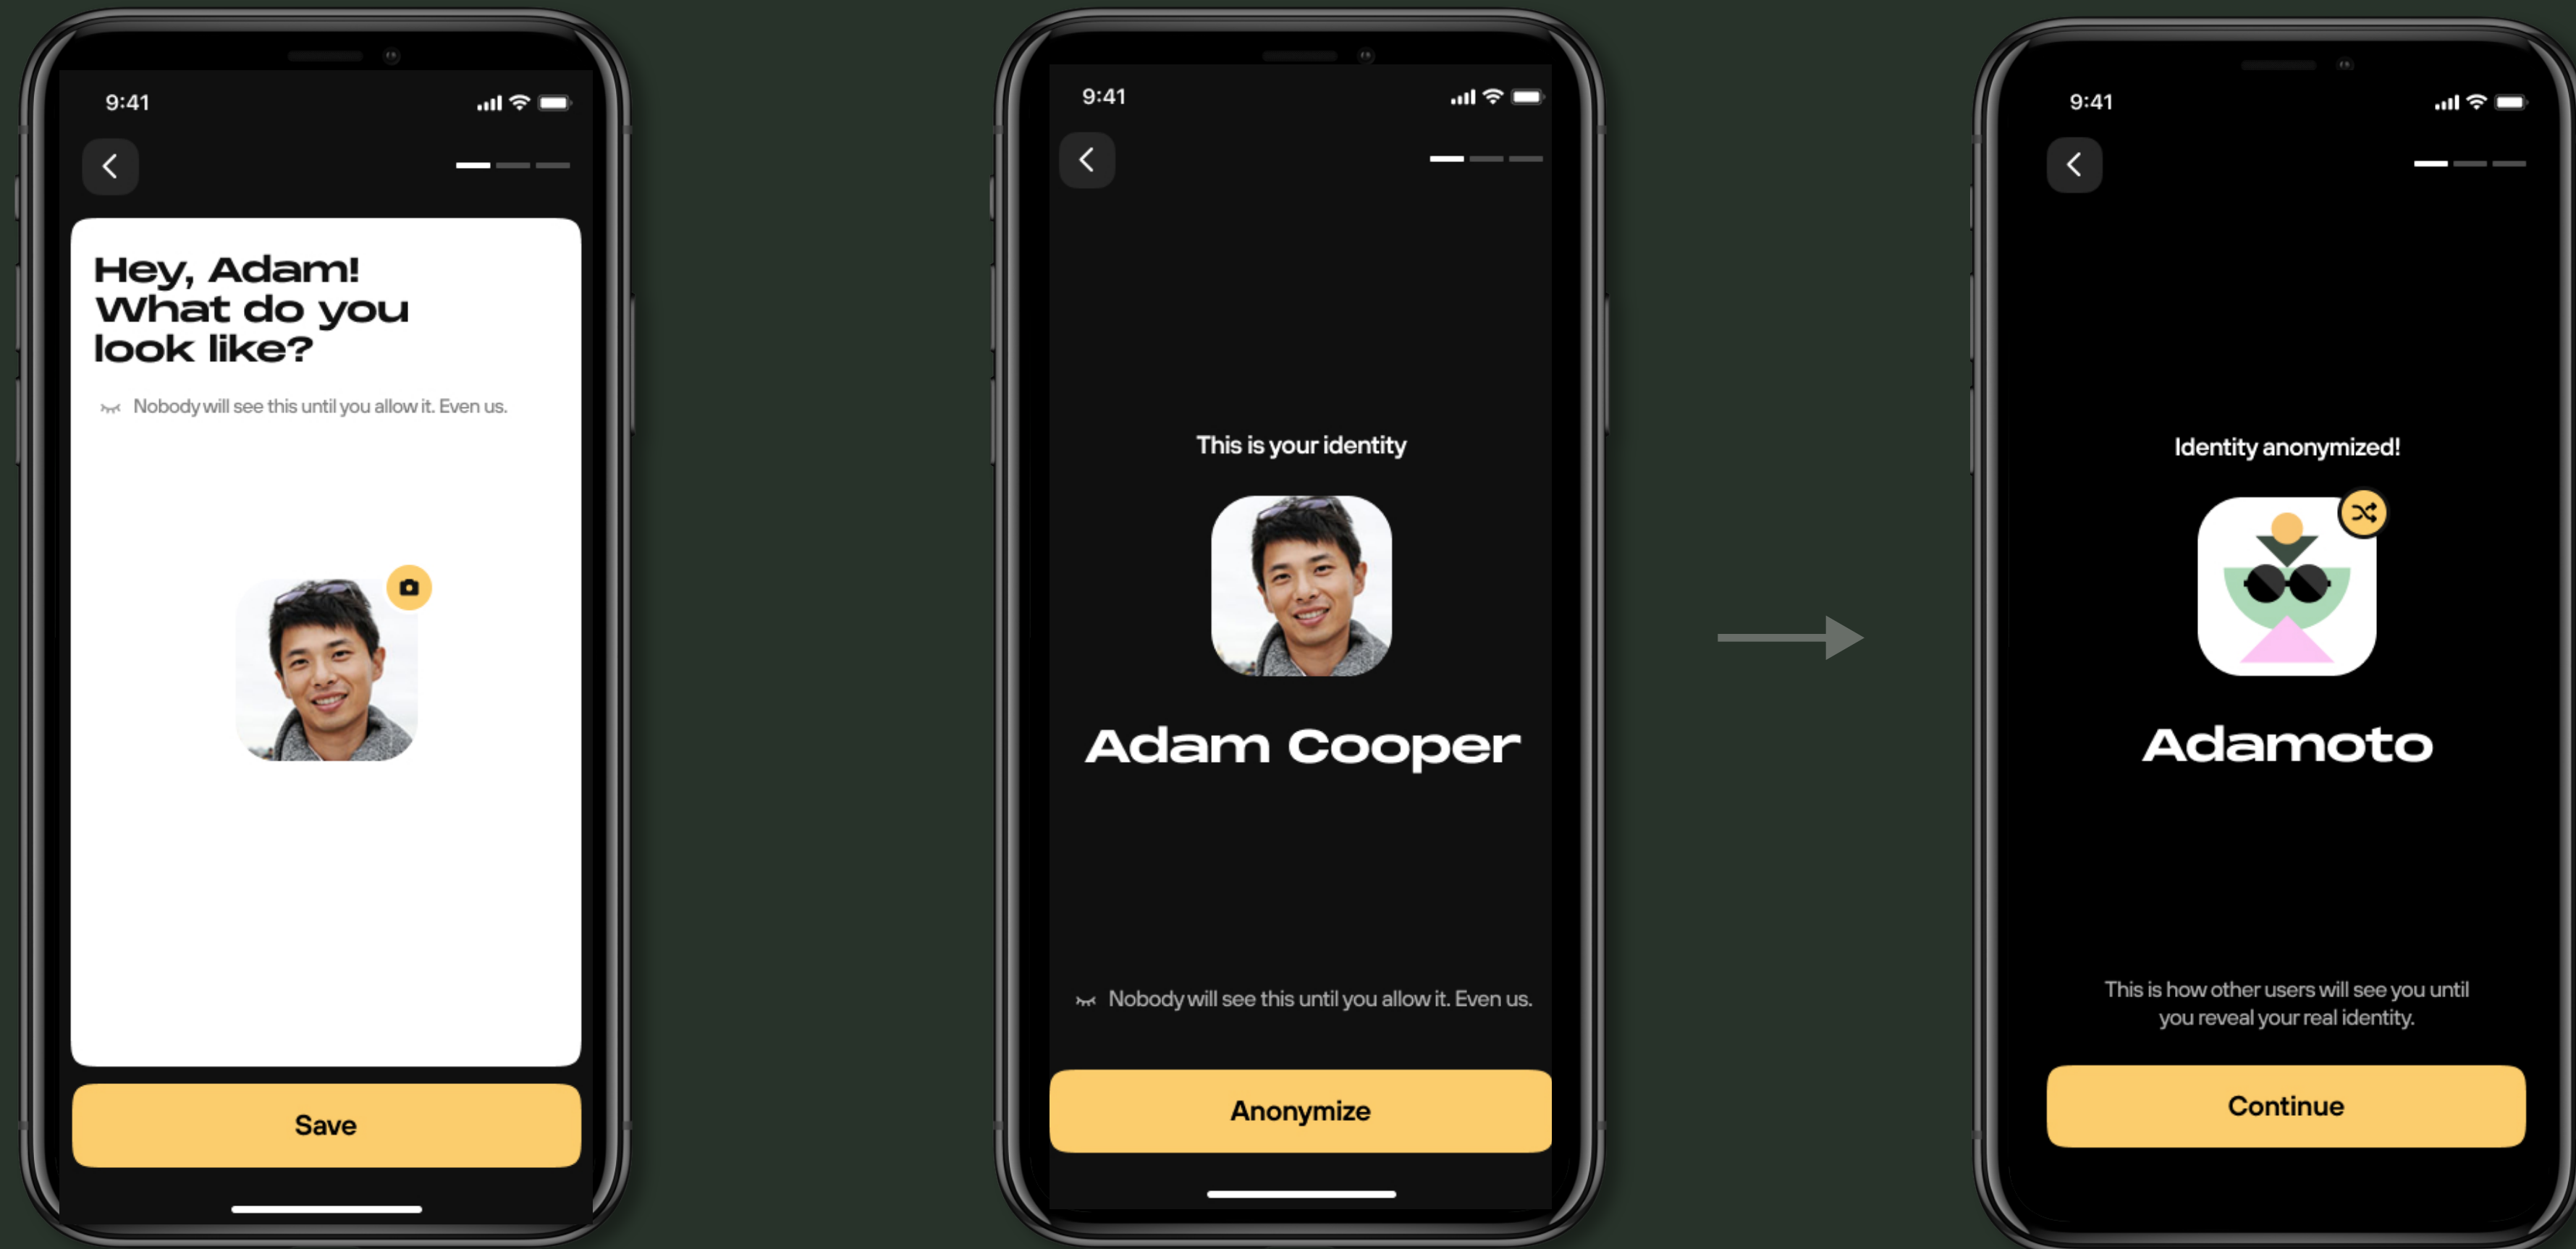 9:41
Hey, Adam!
What do you
look like?
Nobody will see this until you allow it. Even us.
Save
9:41
This is your identity
Adam Cooper
Nobody will see this until you allow it. Even us.
Anonymize
9:41
Identity anonymized!
Adamoto
This is how other users will see you until
you reveal your real identity.
Continue